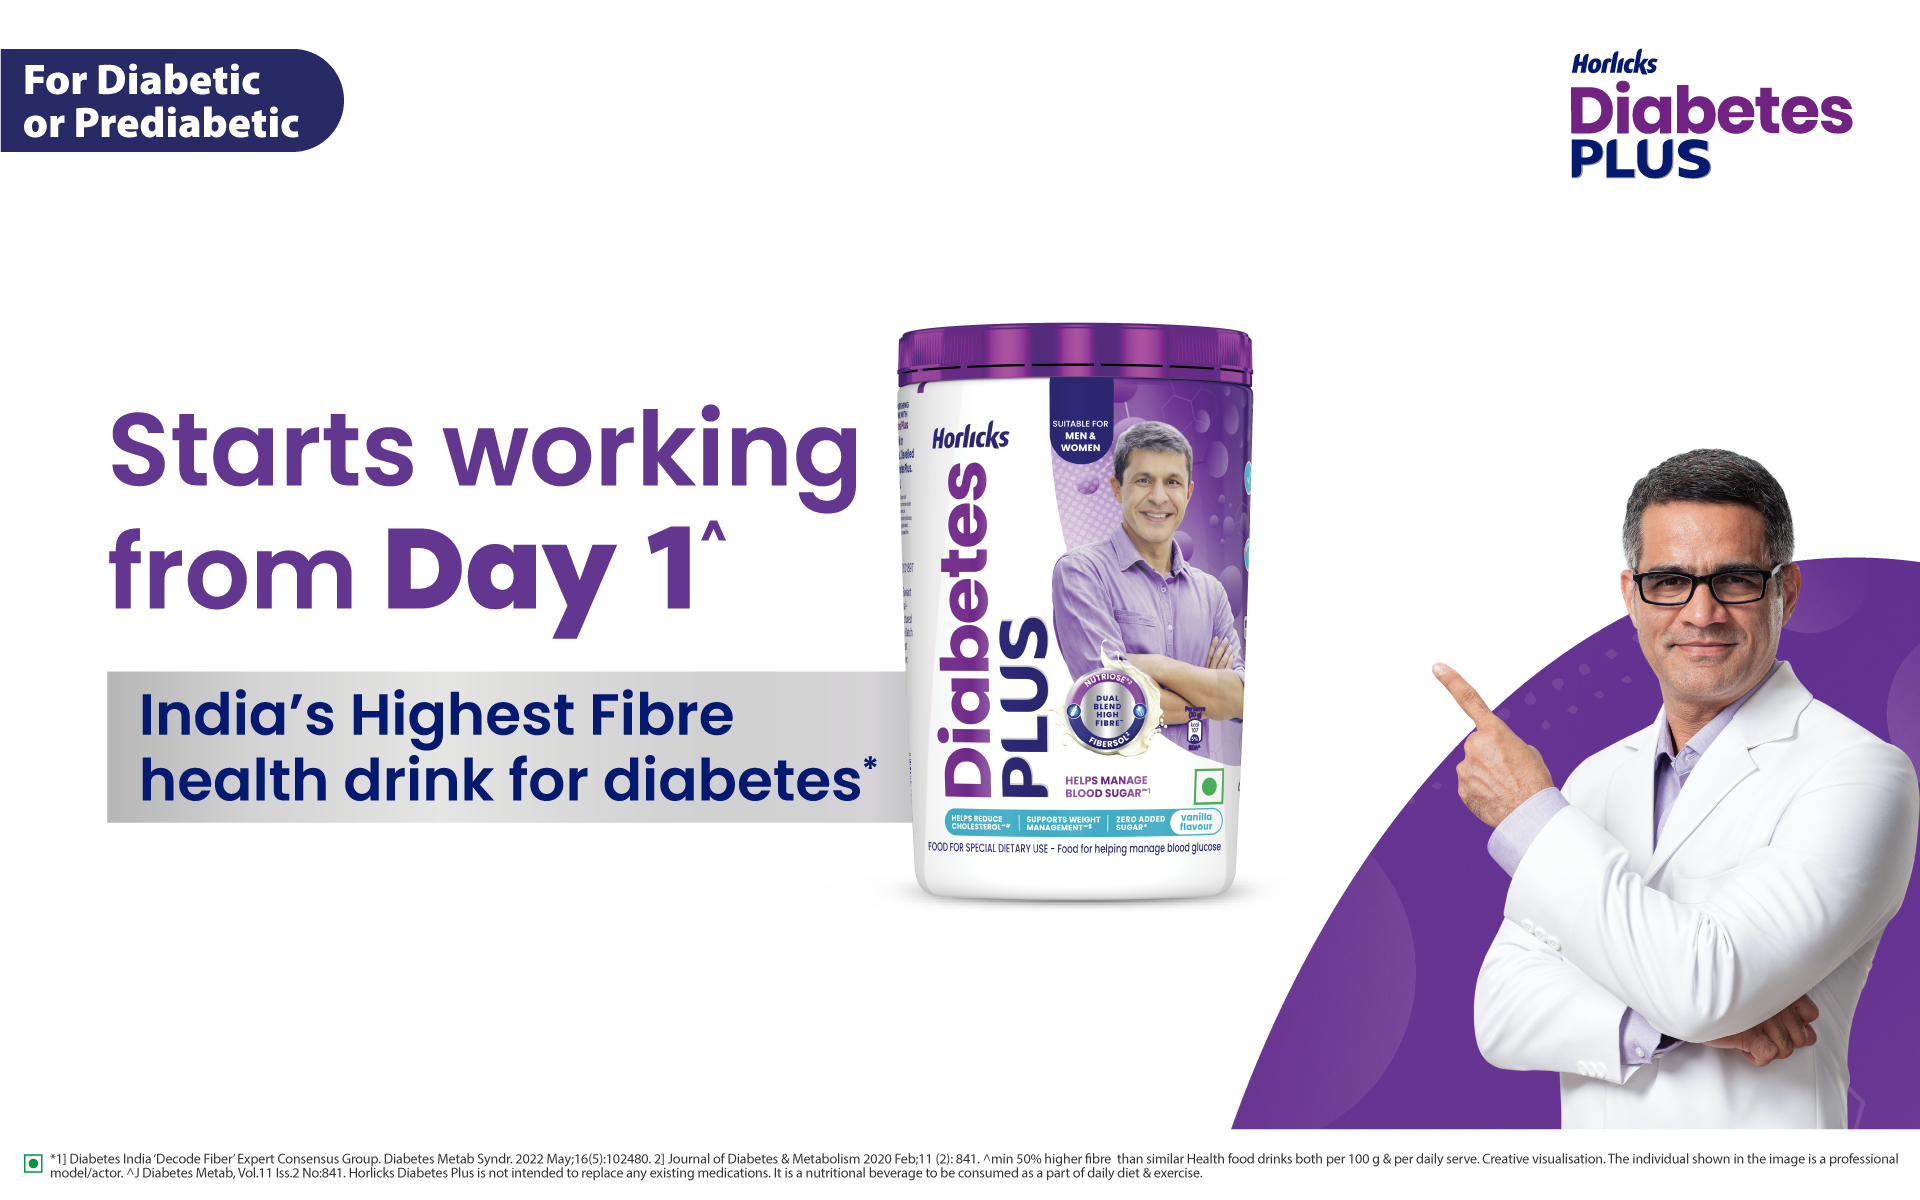 For Diabetic
or Prediabetic
Horlicks
Diabetes
PLUS
Starts working
from Day 1^
India's Highest Fibre
health drink for diabetes*
Horlicks
Diabetes
PLUS
SUITABLE FOR
MEN &
WOMEN
NUTRIOSE
DUAL
BLEND
HIGH
FIBRE~
FIBERSOL
HELPS MANAGE
BLOOD SUGAR~1
HELPS REDUCE
CHOLESTEROL~#
SUPPORTS WEIGHT
MANAGEMENT~$
ZERO ADDED
SUGAR*
vanilla
flavour
FOOD FOR SPECIAL DIETARY USE - Food for helping manage blood glucose
*1] Diabetes India 'Decode Fiber' Expert Consensus Group. Diabetes Metab Syndr. 2022 May;16(5):102480. 2] Journal of Diabetes & Metabolism 2020 Feb;11 (2): 841. ^min 50% higher fibre than similar Health food drinks both per 100 g & per daily serve. Creative visualisation. The individual shown in the image is a professional
model/actor. ^J Diabetes Metab, Vol.11 Iss.2 No:841. Horlicks Diabetes Plus is not intended to replace any existing medications. It is a nutritional beverage to be consumed as a part of daily diet & exercise.